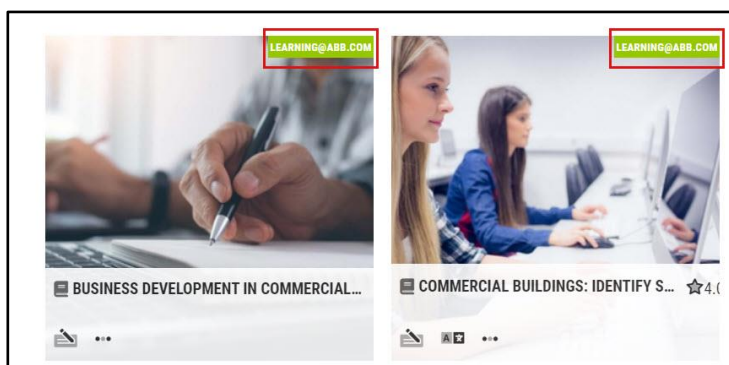 LEARNING@ABB.COM
LEARNING@ABB.COM
BUSINESS DEVELOPMENT IN COMMERCIAL...
COMMERCIAL BUILDINGS: IDENTIFY S... 4.0